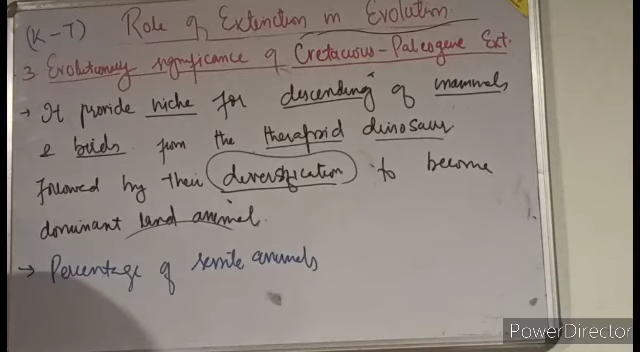 (K-T) Role of Extinction in Evolution
3. Evolutionary significance of Cretaceous-Paleogene Ext.
→ It provide niche for descending of mammals
& birds from the therapoid dinosaur
followed by their diversification to become
dominant land animal.
→ Percentage of sessile animals
PowerDirector